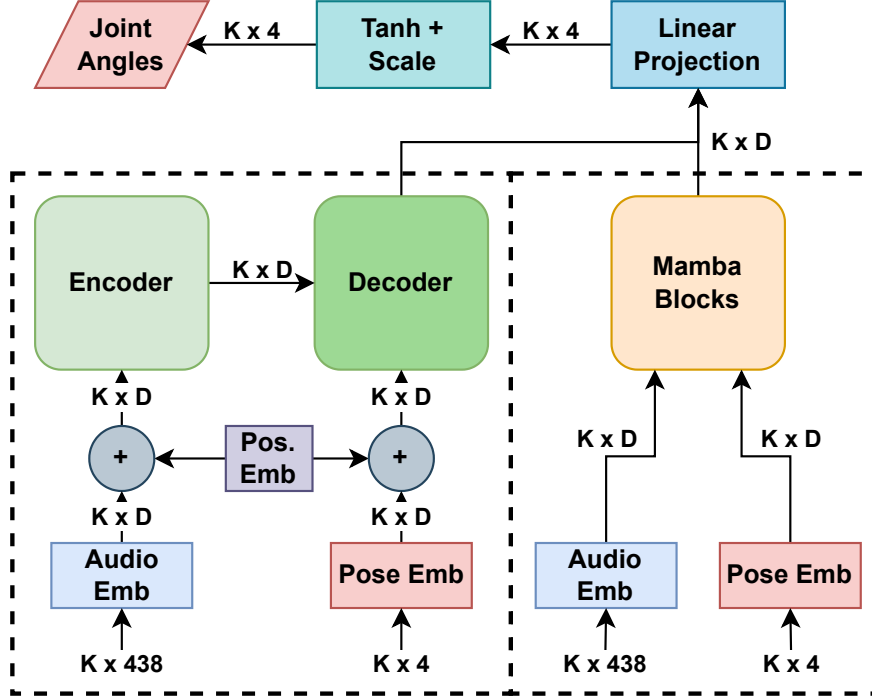 Joint
Angles
K x 4
Tanh +
Scale
K x 4
Linear
Projection
K x D
Encoder
K x D
Decoder
Mamba
Blocks
K x D
K x D
K x D
K x D
+
Pos.
Emb
+
K x D
K x D
Audio
Emb
Pose Emb
Audio
Emb
Pose Emb
K x 438
K x 4
K x 438
K x 4